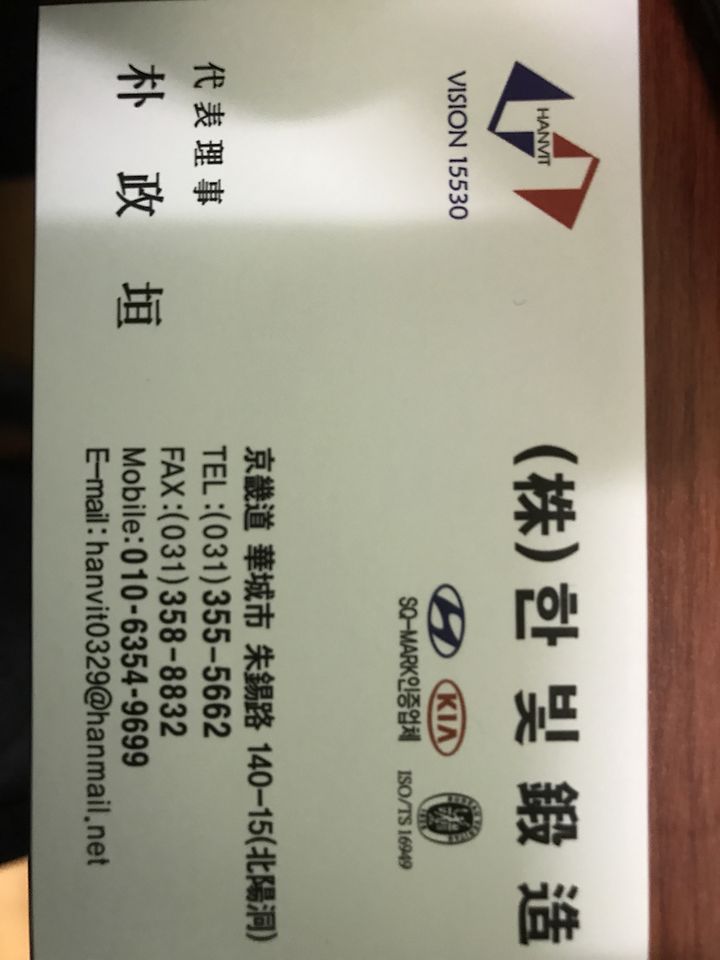 HANVIT
VISION 15530
(株)한빛鍛造
KIA
SQ-MARK인증업체
ISO/TS 16949
代表理事
朴政垣
京畿道 華城市 朱錫路 140-15(北陽洞)
TEL:(031)355-5662
FAX:(031)358-8832
Mobile:010-6354-9699
E-mail:hanvit0329@hanmail.net